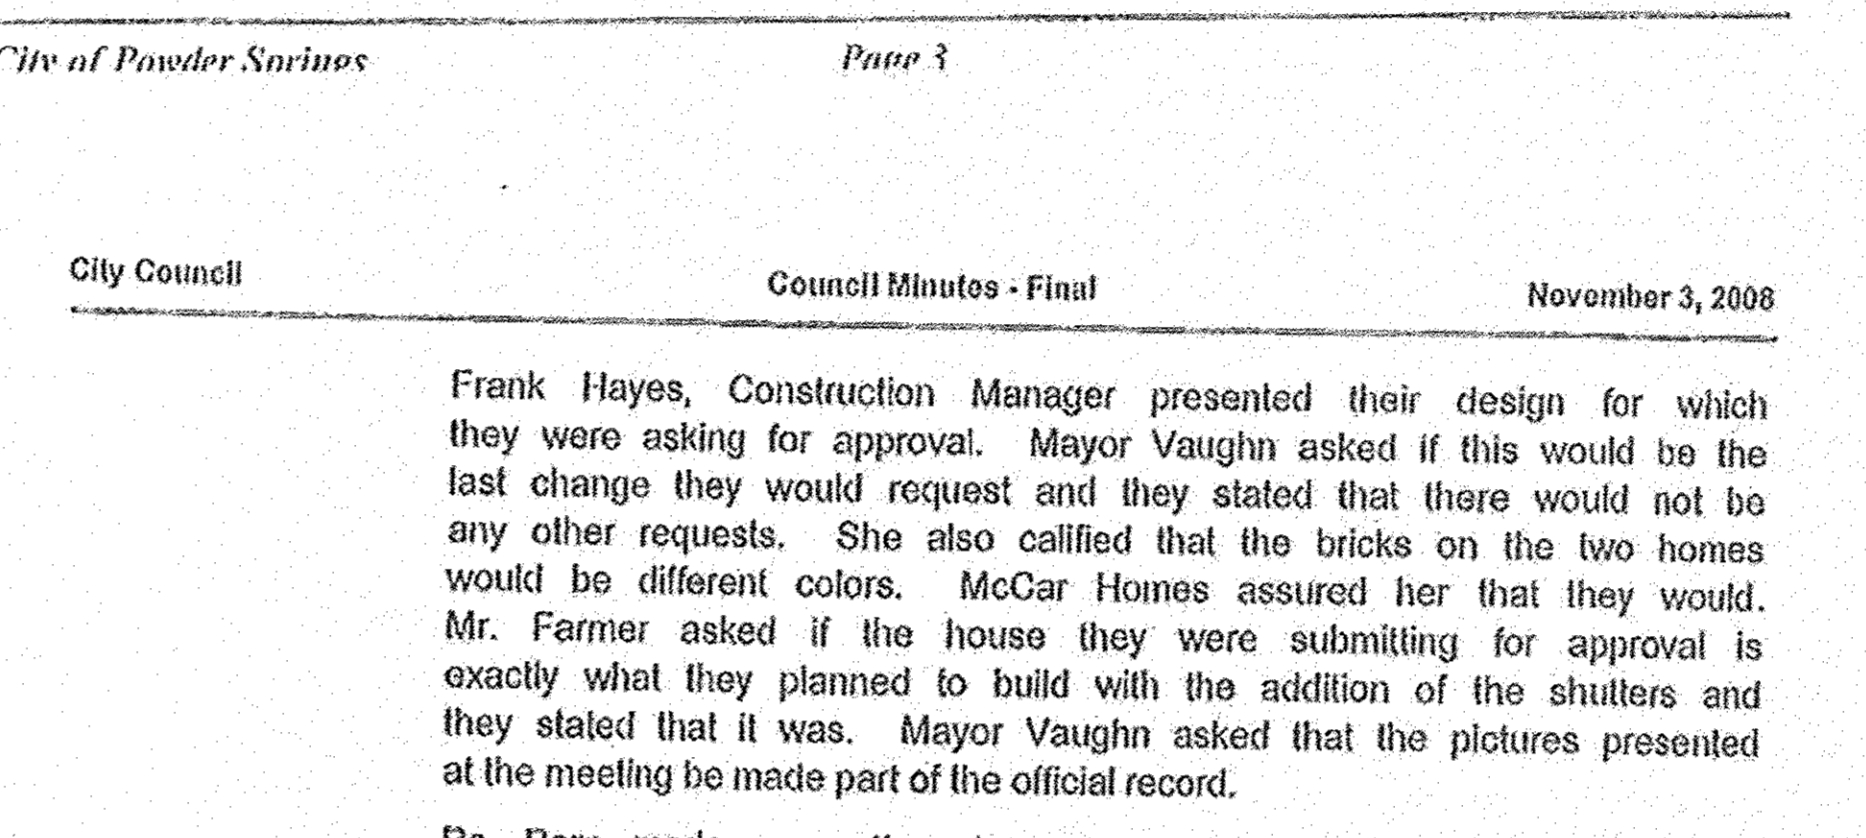 City of Powder Springs Page 3
City Council Council Minutes - Final November 3, 2008
Frank Hayes, Construction Manager presented their design for which
they were asking for approval. Mayor Vaughn asked if this would be the
last change they would request and they stated that there would not be
any other requests. She also calified that the bricks on the two homes
would be different colors. McCar Homes assured her that they would.
Mr. Farmer asked if the house they were submitting for approval is
exactly what they planned to build with the addition of the shutters and
they stated that it was. Mayor Vaughn asked that the pictures presented
at the meeting be made part of the official record.